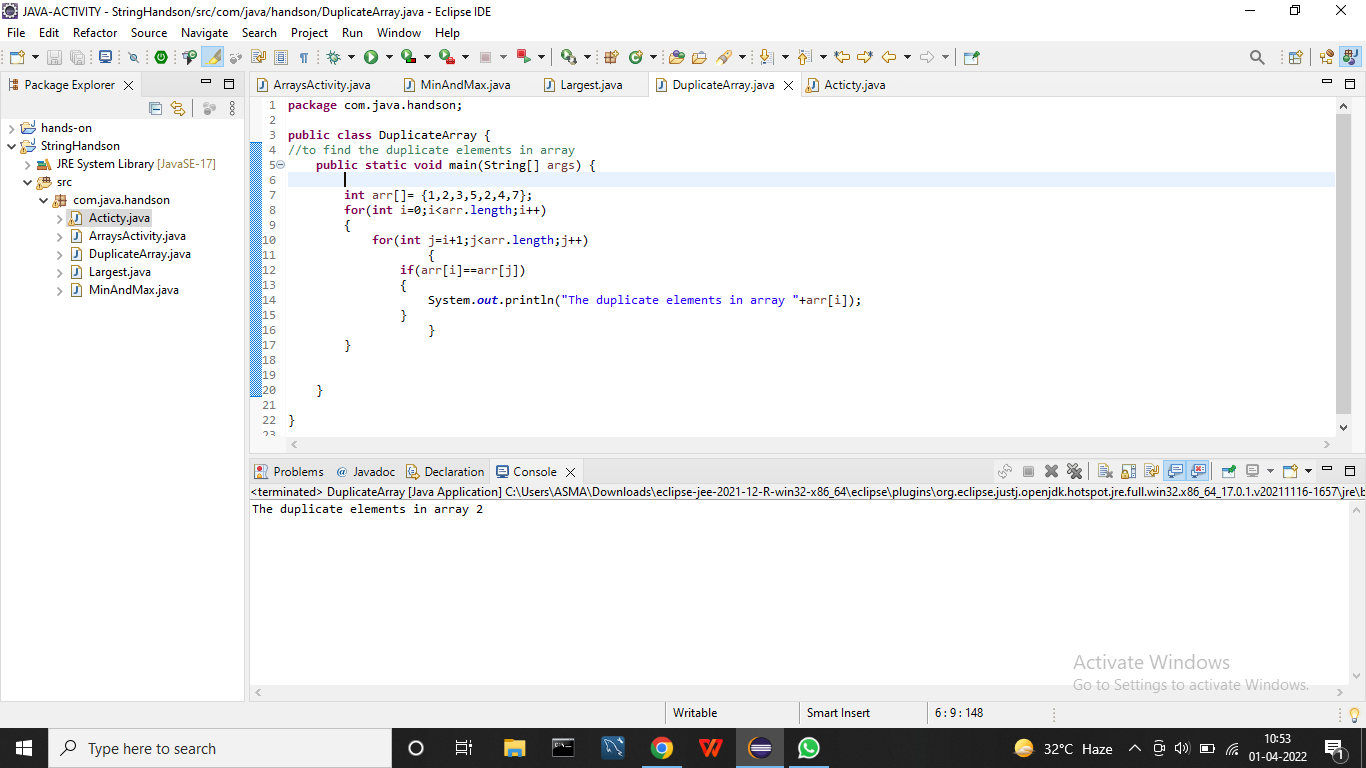 JAVA-ACTIVITY - StringHandson/src/com/java/handson/DuplicateArray.java - Eclipse IDE
File Edit Refactor Source Navigate Search Project Run Window Help
Package Explorer
hands-on
StringHandson
JRE System Library [JavaSE-17]
src
com.java.handson
Acticty.java
ArraysActivity.java
DuplicateArray.java
Largest.java
MinAndMax.java
ArraysActivity.java MinAndMax.java Largest.java DuplicateArray.java Acticty.java
1 package com.java.handson;
2
3 public class DuplicateArray {
4 //to find the duplicate elements in array
5 public static void main(String[] args) {
6
7 int arr[]= {1,2,3,5,2,4,7};
8 for(int i=0;i<arr.length;i++)
9 {
10 for(int j=i+1;j<arr.length;j++)
11 {
12 if(arr[i]==arr[j])
13 {
14 System.out.println("The duplicate elements in array "+arr[i]);
15 }
16 }
17 }
18
19
20 }
21
22 }
23
Problems @ Javadoc Declaration Console
<terminated> DuplicateArray [Java Application] C:\Users\ASMA\Downloads\eclipse-jee-2021-12-R-win32-x86_64\eclipse\plugins\org.eclipse.justj.openjdk.hotspot.jre.full.win32.x86_64_17.0.1.v20211116-1657\jre\b
The duplicate elements in array 2
Activate Windows
Go to Settings to activate Windows.
Writable Smart Insert 6 : 9 : 148
Type here to search
32°C Haze
10:53
01-04-2022
1